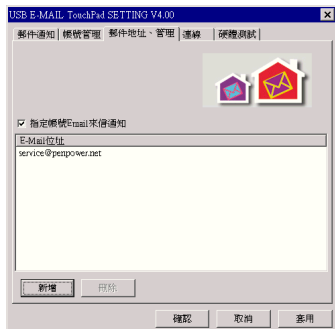 USB E-MAIL TouchPad SETTING V4.00
郵件通知 帳號管理 郵件地址、管理 連線 硬體測試
指定帳號Email來信通知
E-Mail位址
service@penpower.net
新增 刪除
確認 取消 套用